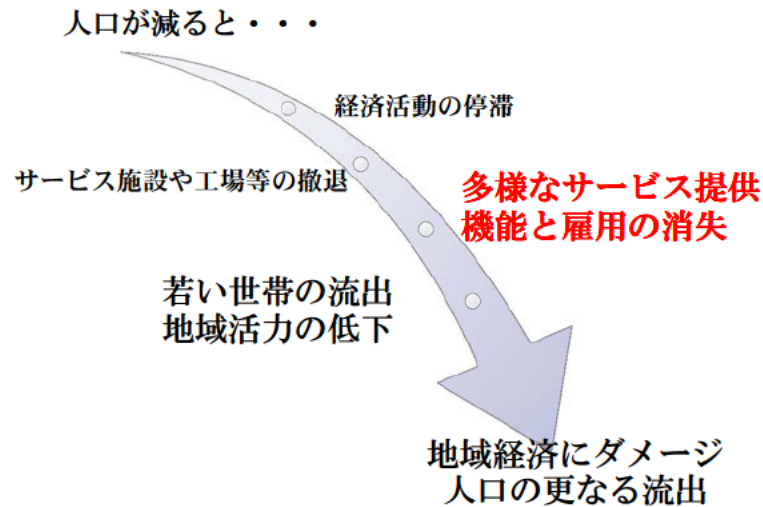 人口が減ると・・・
経済活動の停滞
サービス施設や工場等の撤退
多様なサービス提供
機能と雇用の消失
若い世帯の流出
地域活力の低下
地域経済にダメージ
人口の更なる流出